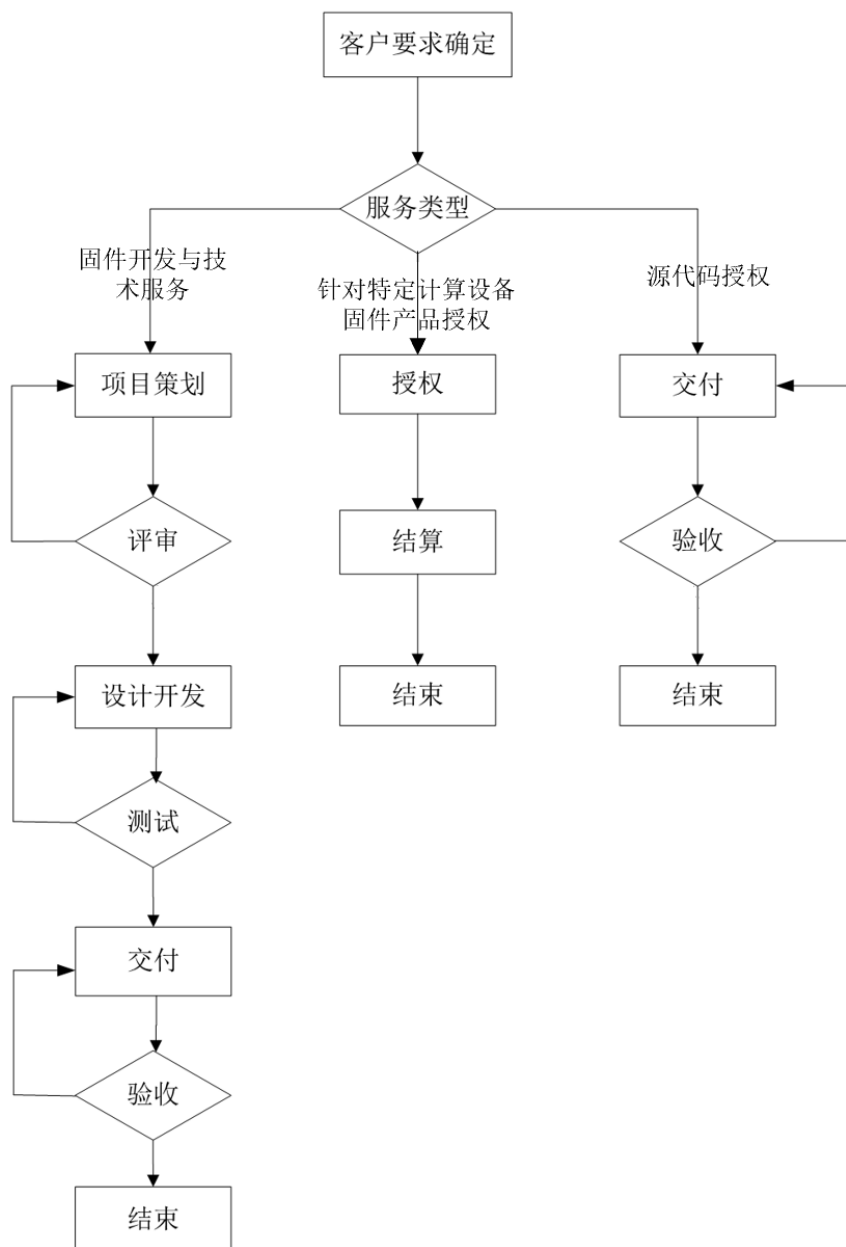 客户要求确定
服务类型
固件开发与技
术服务
针对特定计算设备
固件产品授权
源代码授权
项目策划
授权
交付
评审
结算
验收
设计开发
结束
结束
测试
交付
验收
结束